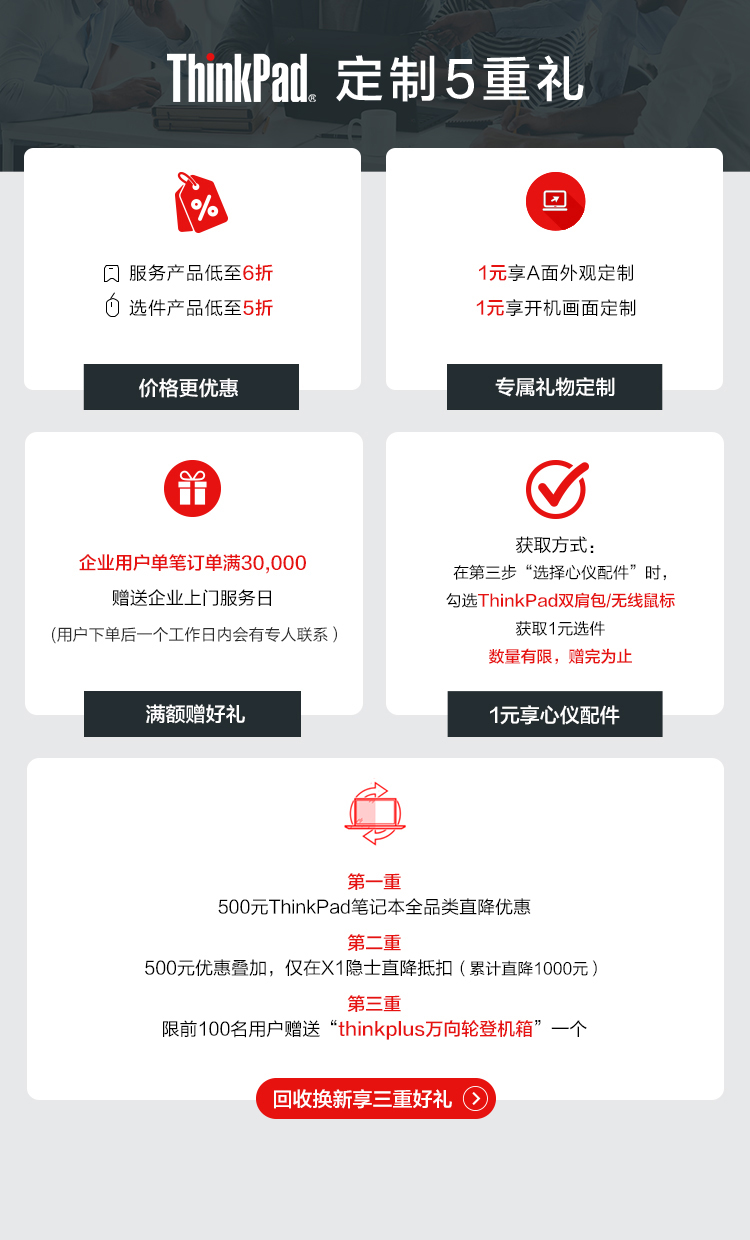 ThinkPad® 定制5重礼
%
服务产品低至6折
选件产品低至5折
价格更优惠
1元享A面外观定制
1元享开机画面定制
专属礼物定制
企业用户单笔订单满30,000
赠送企业上门服务日
(用户下单后一个工作日内会有专人联系）
满额赠好礼
获取方式：
在第三步“选择心仪配件”时，
勾选ThinkPad双肩包/无线鼠标
获取1元选件
数量有限，赠完为止
1元享心仪配件
第一重
500元ThinkPad笔记本全品类直降优惠
第二重
500元优惠叠加，仅在X1隐士直降抵扣（累计直降1000元）
第三重
限前100名用户赠送“thinkplus万向轮登机箱”一个
回收换新享三重好礼